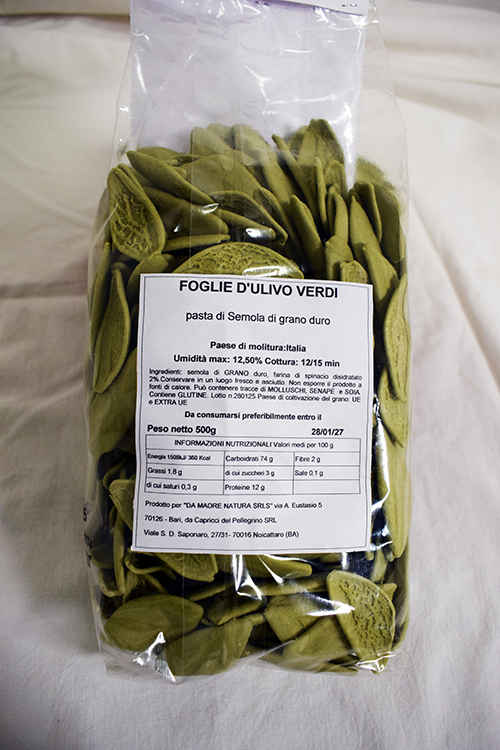 FOGLIE D'ULIVO VERDI
pasta di Semola di grano duro
Paese di molitura:Italia
Umidità max: 12,50% Cottura: 12/15 min
Ingredienti: semola di GRANO duro, farina di spinacio disidratato
2%.Conservare in un luogo fresco e asciutto. Non esporre il prodotto a
fonti di calore. Può contenere tracce di MOLLUSCHI, SENAPE e SOIA.
Contiene GLUTINE. Lotto n.280125 Paese di coltivazione del grano: UE
e EXTRA UE
Da consumarsi preferibilmente entro il
Peso netto 500g 28/01/27
INFORMAZIONI NUTRIZIONALI Valori medi per 100 g
Energia 1508kJ/ 360 Kcal Carboidrati 74 g Fibre 2 g
Grassi 1,8 g di cui zuccheri 3 g Sale 0,1 g
di cui saturi 0,3 g Proteine 12 g
Prodotto per "DA MADRE NATURA SRLS" via A. Eustasio 5
70126 - Bari, da Capricci del Pellegrino SRL
Viale S. D. Saponaro, 27/31- 70016 Noicattaro (BA)